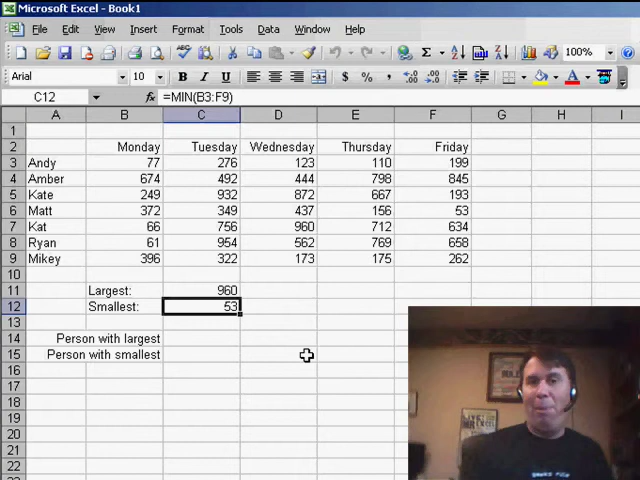 Microsoft Excel - Book1
File Edit View Insert Format Tools Data Window Help
100%
Arial 10 B I U $ % ,
C12 fx =MIN(B3:F9)
A B C D E F G H I
1
2 Monday Tuesday Wednesday Thursday Friday
3 Andy 77 276 123 110 199
4 Amber 674 492 444 798 845
5 Kate 249 932 872 667 193
6 Matt 372 349 437 156 53
7 Kat 66 756 960 712 634
8 Ryan 61 954 562 769 658
9 Mikey 396 322 173 175 262
10
11 Largest: 960
12 Smallest: 53
13
14 Person with largest
15 Person with smallest
16
17
18
19
20
21
22